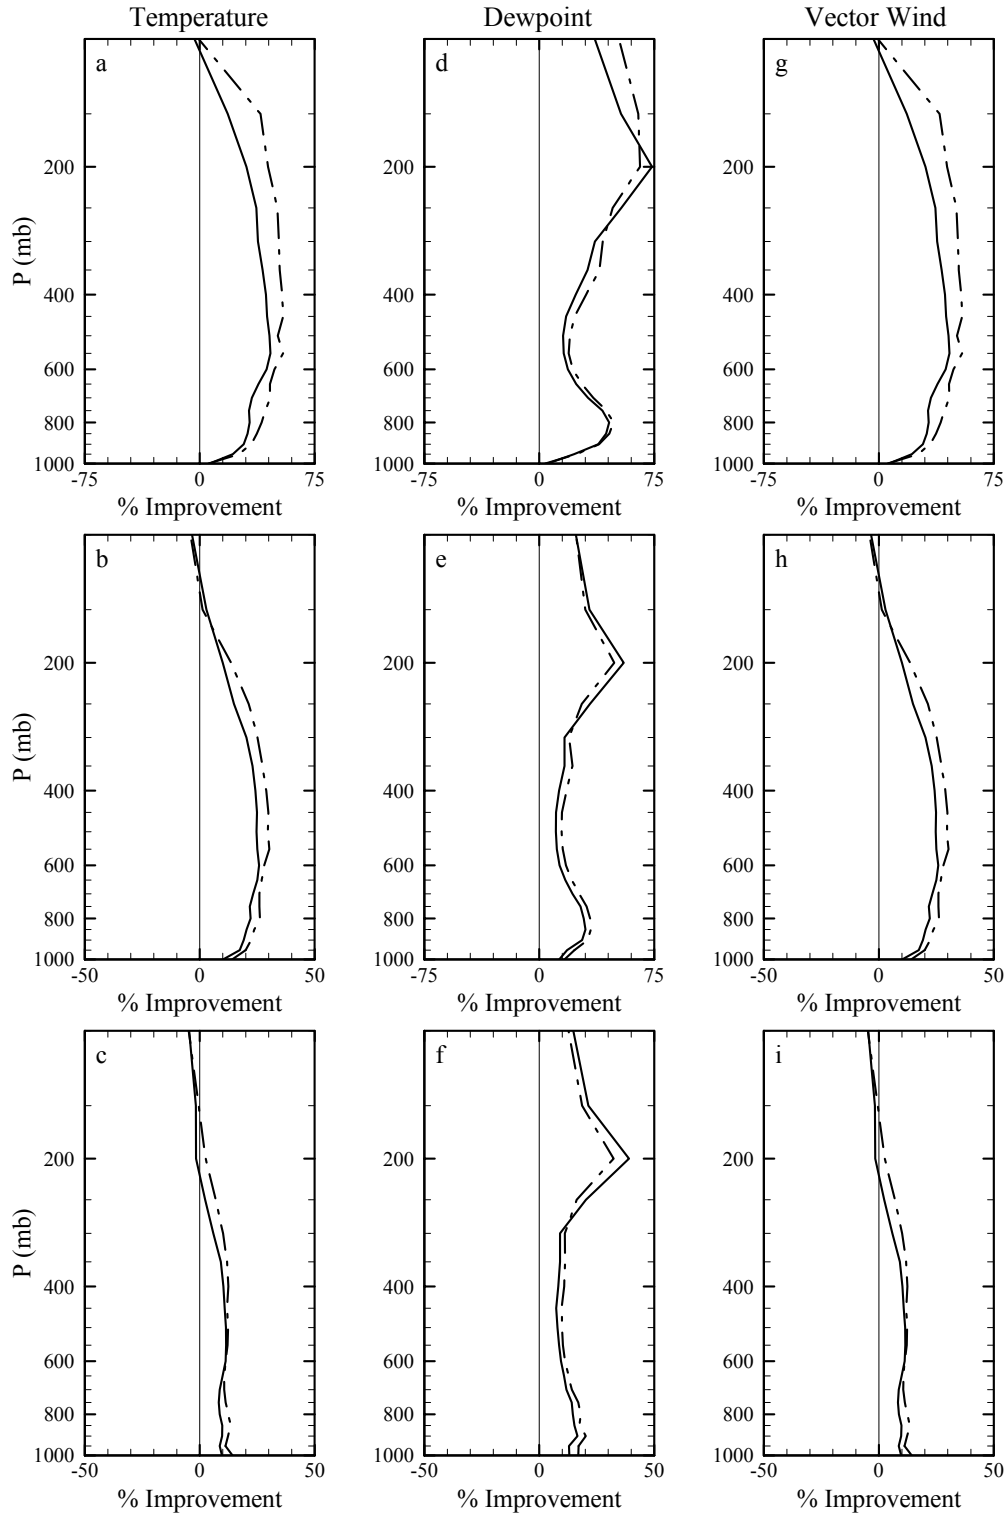 Temperature Dewpoint Vector Wind
a d g
P (mb)
200 200 200
400 400 400
600 600 600
800 800 800
1000 1000 1000
-75 0 75 -75 0 75 -75 0 75
% Improvement % Improvement % Improvement
b e h
P (mb)
200 200 200
400 400 400
600 600 600
800 800 800
1000 1000 1000
-50 0 50 -75 0 75 -50 0 50
% Improvement % Improvement % Improvement
c f i
P (mb)
200 200 200
400 400 400
600 600 600
800 800 800
1000 1000 1000
-50 0 50 -50 0 50 -50 0 50
% Improvement % Improvement % Improvement